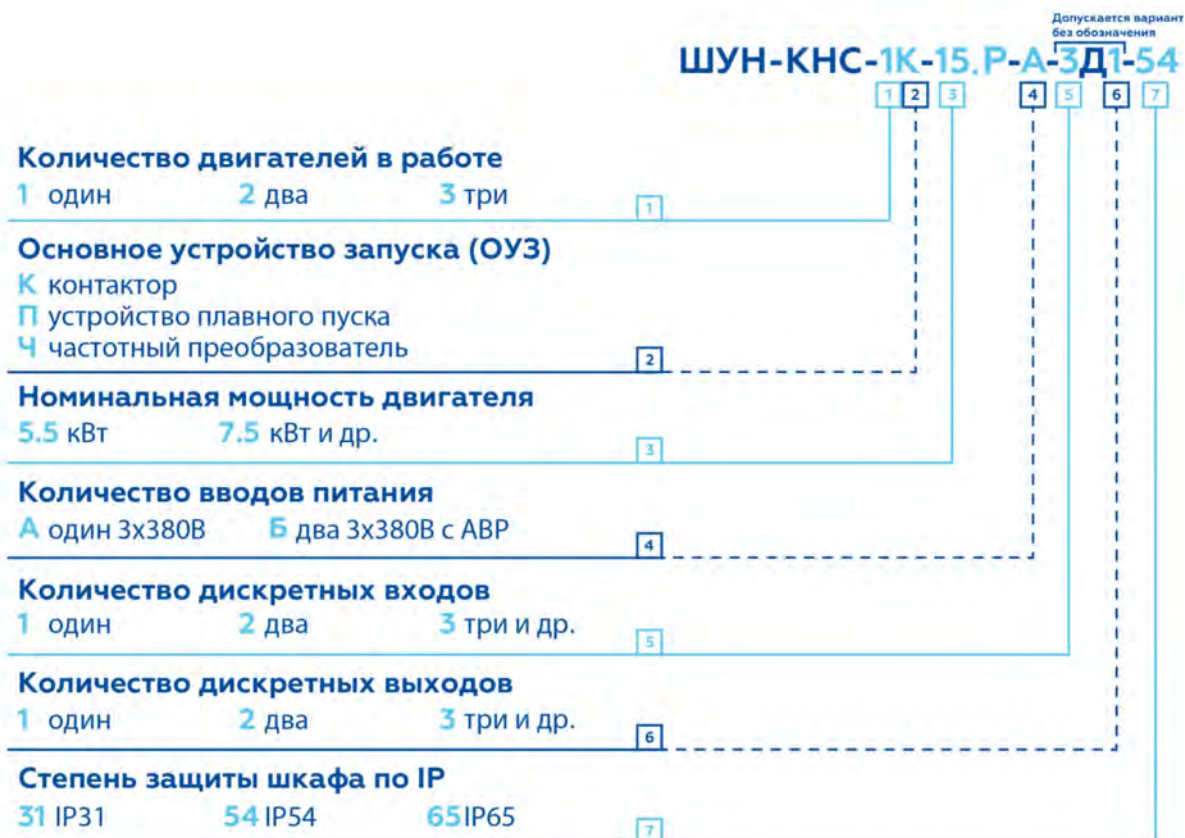 Допускается вариант
без обозначения
ШУН-КНС-1К-15.Р-А-3Д1-54
1 2 3 4 5 6 7
Количество двигателей в работе
1 один 2 два 3 три
1
Основное устройство запуска (ОУЗ)
К контактор
П устройство плавного пуска
Ч частотный преобразователь
2
Номинальная мощность двигателя
5.5 кВт 7.5 кВт и др.
3
Количество вводов питания
А один 3х380В Б два 3х380В с АВР
4
Количество дискретных входов
1 один 2 два 3 три и др.
5
Количество дискретных выходов
1 один 2 два 3 три и др.
6
Степень защиты шкафа по IP
31 IP31 54 IP54 65 IP65
7